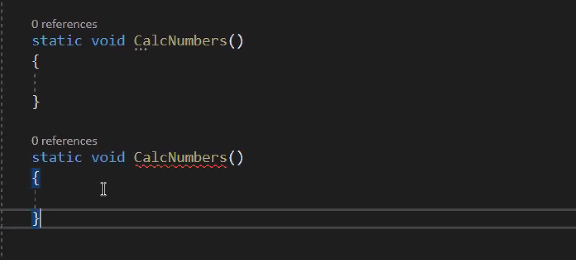 0 references
static void CalcNumbers()
{
}
0 references
static void CalcNumbers()
{
}